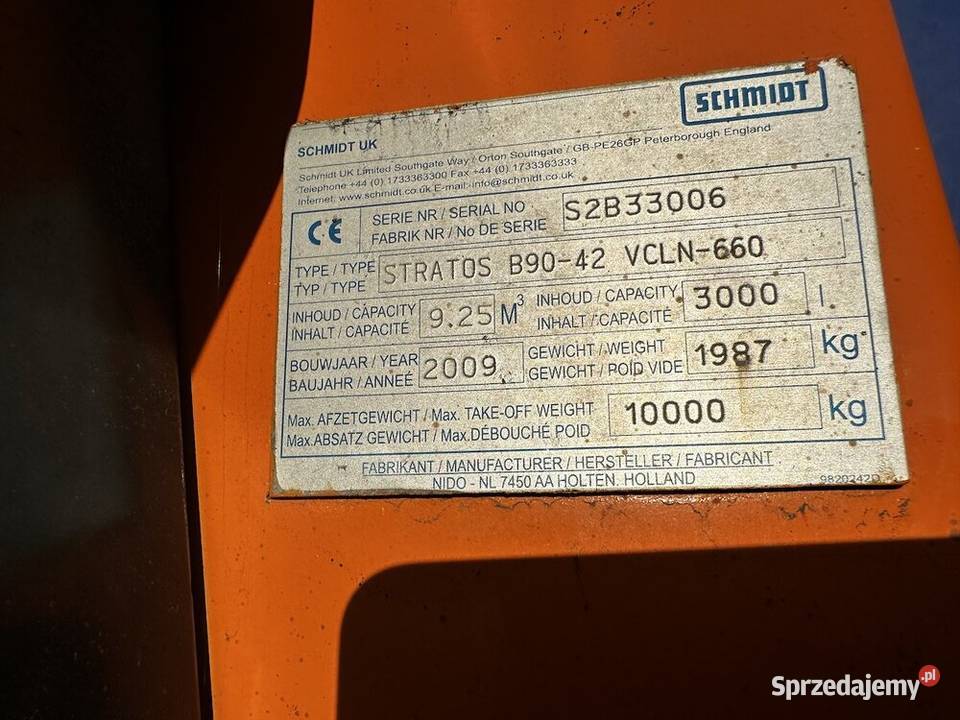 SCHMIDT
SCHMIDT UK
Schmidt UK Limited Southgate Way / Orton Southgate / GB-PE26GP Peterborough England
Telephone +44 (0) 1733363300 Fax +44 (0) 1733363333
Internet: www.schmidt.co.uk E-mail: info@schmidt.co.uk
CE
SERIE NR / SERIAL NO
FABRIK NR / No DE SERIE
S2B33006
TYPE / TYPE
TYP / TYPE
STRATOS B90-42 VCLN-660
INHOUD / CAPACITY
INHALT / CAPACITÉ
9.25 M3
INHOUD / CAPACITY
INHALT / CAPACITÉ
3000 l
BOUWJAAR / YEAR
BAUJAHR / ANNEÉ
2009
GEWICHT / WEIGHT
GEWICHT / POID VIDE
1987 kg
Max. AFZETGEWICHT / Max. TAKE-OFF WEIGHT
Max. ABSATZ GEWICHT / Max. DÉBOUCHÉ POID
10000 kg
FABRIKANT / MANUFACTURER / HERSTELLER / FABRICANT
NIDO - NL 7450 AA HOLTEN, HOLLAND
Sprzedajemy.pl